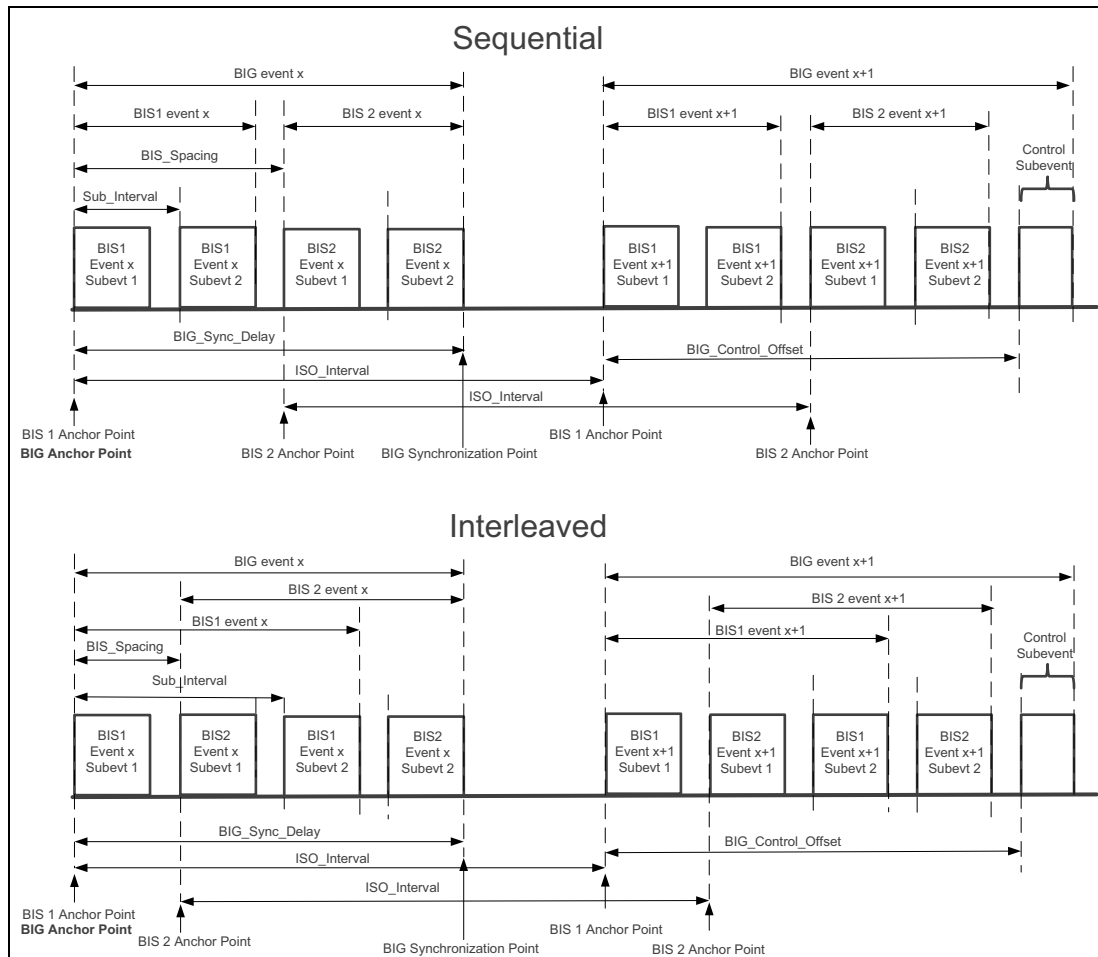 Sequential
BIG event x
BIG event x+1
BIS1 event x
BIS 2 event x
BIS1 event x+1
BIS 2 event x+1
BIS_Spacing
Control
Subevent
Sub_Interval
BIS1
Event x
Subevt 1
BIS1
Event x
Subevt 2
BIS2
Event x
Subevt 1
BIS2
Event x
Subevt 2
BIS1
Event x+1
Subevt 1
BIS1
Event x+1
Subevt 2
BIS2
Event x+1
Subevt 1
BIS2
Event x+1
Subevt 2
BIG_Sync_Delay
BIG_Control_Offset
ISO_Interval
ISO_Interval
BIS 1 Anchor Point
BIG Anchor Point
BIS 2 Anchor Point
BIG Synchronization Point
BIS 1 Anchor Point
BIS 2 Anchor Point
Interleaved
BIG event x
BIG event x+1
BIS 2 event x
BIS 2 event x+1
BIS1 event x
BIS1 event x+1
BIS_Spacing
Control
Subevent
Sub_Interval
BIS1
Event x
Subevt 1
BIS2
Event x
Subevt 1
BIS1
Event x
Subevt 2
BIS2
Event x
Subevt 2
BIS1
Event x+1
Subevt 1
BIS2
Event x+1
Subevt 1
BIS1
Event x+1
Subevt 2
BIS2
Event x+1
Subevt 2
BIG_Sync_Delay
BIG_Control_Offset
ISO_Interval
ISO_Interval
BIS 1 Anchor Point
BIG Anchor Point
BIS 2 Anchor Point
BIG Synchronization Point
BIS 1 Anchor Point
BIS 2 Anchor Point